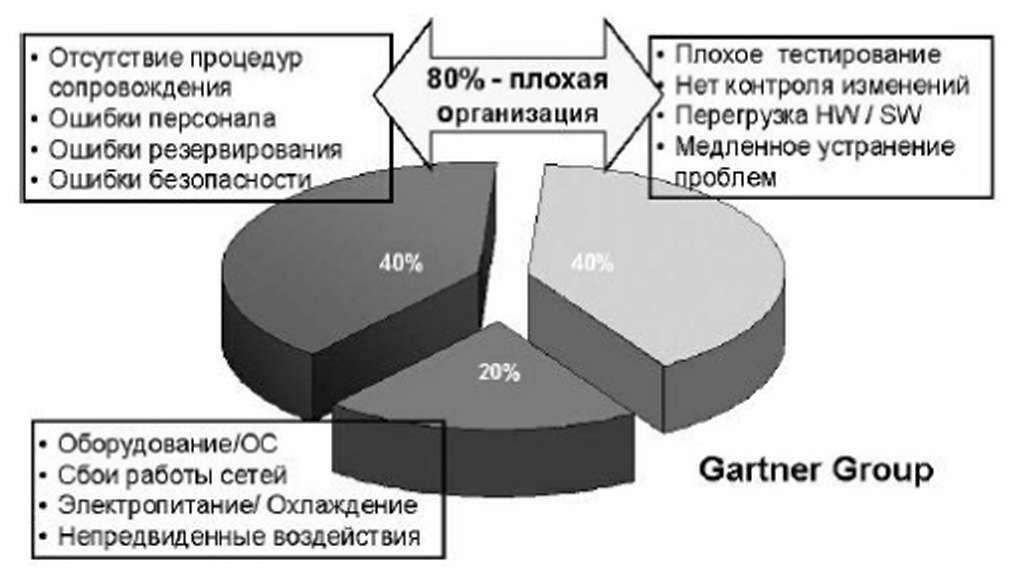 • Отсутствие процедур
сопровождения
• Ошибки персонала
• Ошибки резервирования
• Ошибки безопасности
80% - плохая
организация
• Плохое тестирование
• Нет контроля изменений
• Перегрузка HW / SW
• Медленное устранение
проблем
40%
40%
20%
• Оборудование/ОС
• Сбои работы сетей
• Электропитание/ Охлаждение
• Непредвиденные воздействия
Gartner Group